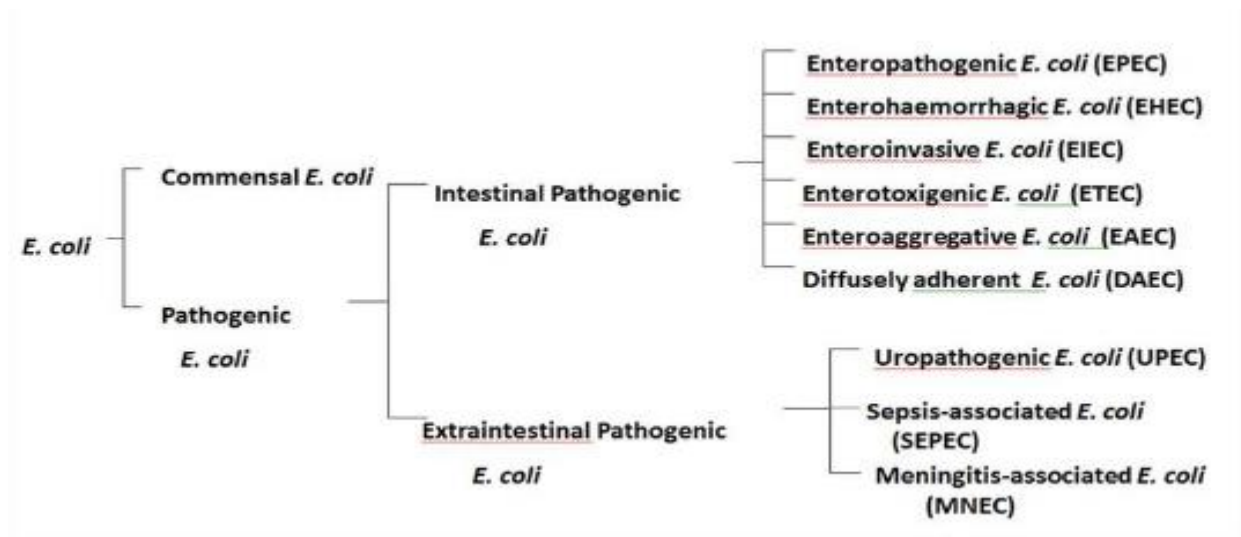 E. coli
Commensal E. coli
Pathogenic
E. coli
Intestinal Pathogenic
E. coli
Extraintestinal Pathogenic
E. coli
Enteropathogenic E. coli (EPEC)
Enterohaemorrhagic E. coli (EHEC)
Enteroinvasive E. coli (EIEC)
Enterotoxigenic E. coli (ETEC)
Enteroaggregative E. coli (EAEC)
Diffusely adherent E. coli (DAEC)
Uropathogenic E. coli (UPEC)
Sepsis-associated E. coli
(SEPEC)
Meningitis-associated E. coli
(MNEC)